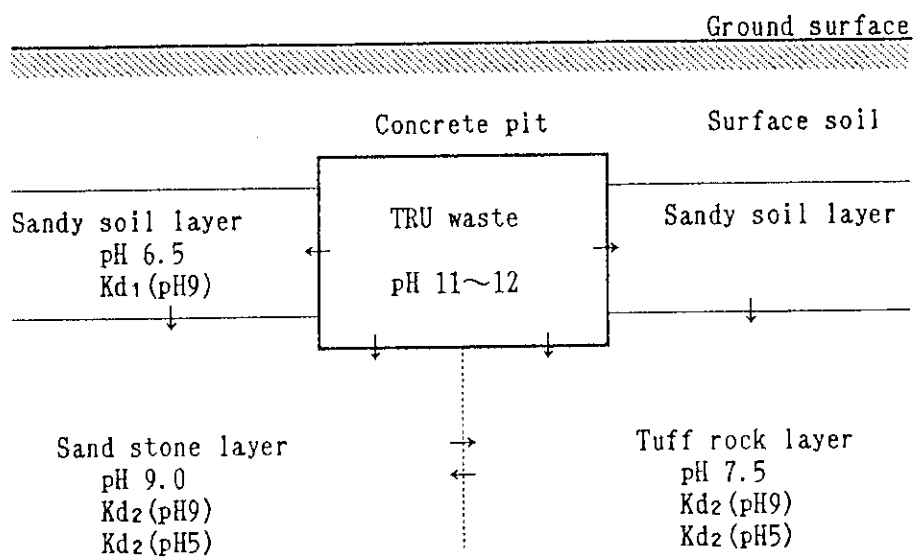 Ground surface
Concrete pit
Surface soil
Sandy soil layer
pH 6.5
Kd₁(pH9)
TRU waste
pH 11～12
Sandy soil layer
Sand stone layer
pH 9.0
Kd₂(pH9)
Kd₂(pH5)
Tuff rock layer
pH 7.5
Kd₂(pH9)
Kd₂(pH5)